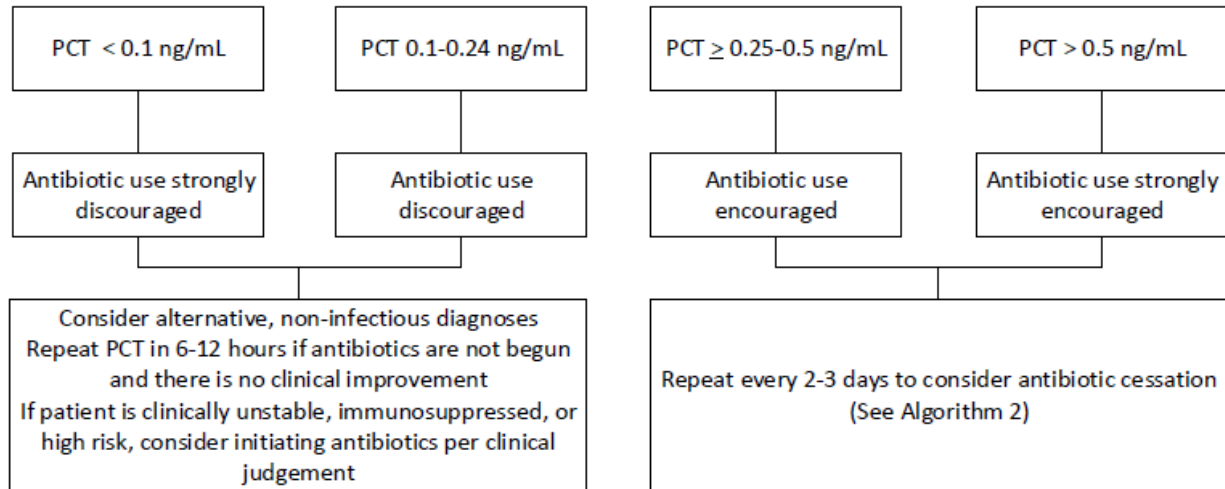 PCT < 0.1 ng/mL
PCT 0.1-0.24 ng/mL
PCT ≥ 0.25-0.5 ng/mL
PCT > 0.5 ng/mL
Antibiotic use strongly
discouraged
Antibiotic use
discouraged
Antibiotic use
encouraged
Antibiotic use strongly
encouraged
Consider alternative, non-infectious diagnoses
Repeat PCT in 6-12 hours if antibiotics are not begun
and there is no clinical improvement
If patient is clinically unstable, immunosuppressed, or
high risk, consider initiating antibiotics per clinical
judgement
Repeat every 2-3 days to consider antibiotic cessation
(See Algorithm 2)